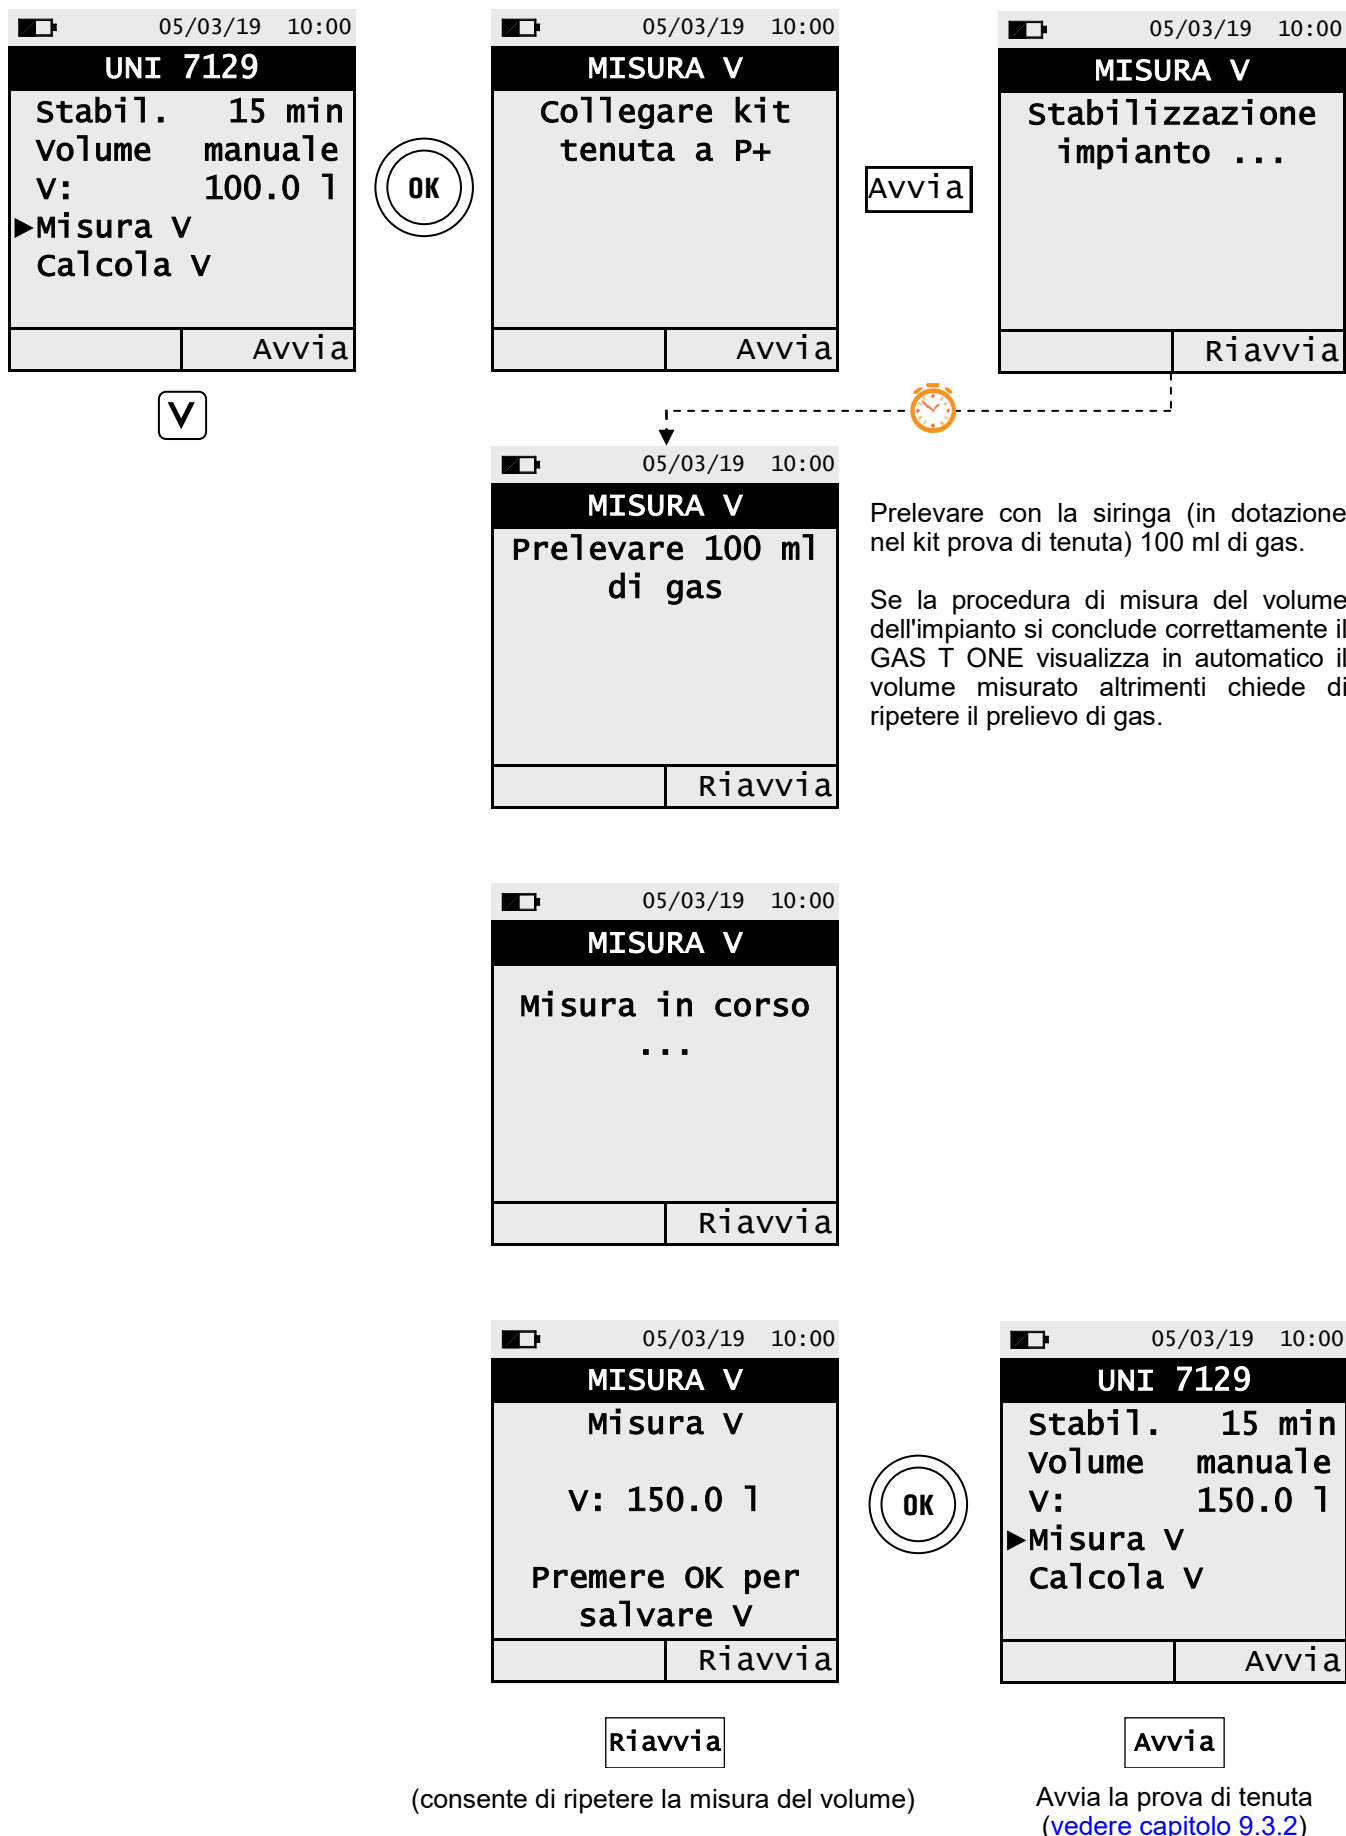 05/03/19 10:00
UNI 7129
Stabil. 15 min
Volume manuale
V: 100.0 l
▶Misura V
Calcola V
Avvia
V
OK
05/03/19 10:00
MISURA V
Collegare kit
tenuta a P+
Avvia
Avvia
05/03/19 10:00
MISURA V
Stabilizzazione
impianto ...
Riavvia
05/03/19 10:00
MISURA V
Prelevare 100 ml
di gas
Riavvia
Prelevare con la siringa (in dotazione
nel kit prova di tenuta) 100 ml di gas.
Se la procedura di misura del volume
dell'impianto si conclude correttamente il
GAS T ONE visualizza in automatico il
volume misurato altrimenti chiede di
ripetere il prelievo di gas.
05/03/19 10:00
MISURA V
Misura in corso
...
Riavvia
05/03/19 10:00
MISURA V
Misura V
V: 150.0 l
Premere OK per
salvare V
Riavvia
OK
05/03/19 10:00
UNI 7129
Stabil. 15 min
Volume manuale
V: 150.0 l
▶Misura V
Calcola V
Avvia
Riavvia
(consente di ripetere la misura del volume)
Avvia
Avvia la prova di tenuta
(vedere capitolo 9.3.2)